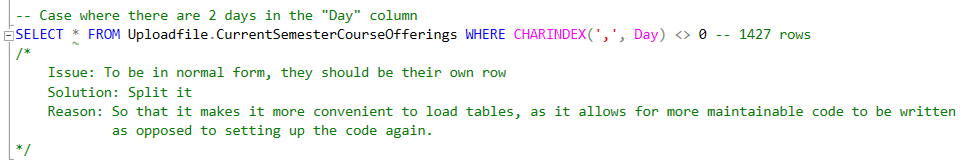 -- Case where there are 2 days in the "Day" column
SELECT * FROM Uploadfile.CurrentSemesterCourseOfferings WHERE CHARINDEX(',', Day) <> 0 -- 1427 rows
/*
Issue: To be in normal form, they should be their own row
Solution: Split it
Reason: So that it makes it more convenient to load tables, as it allows for more maintainable code to be written
as opposed to setting up the code again.
*/